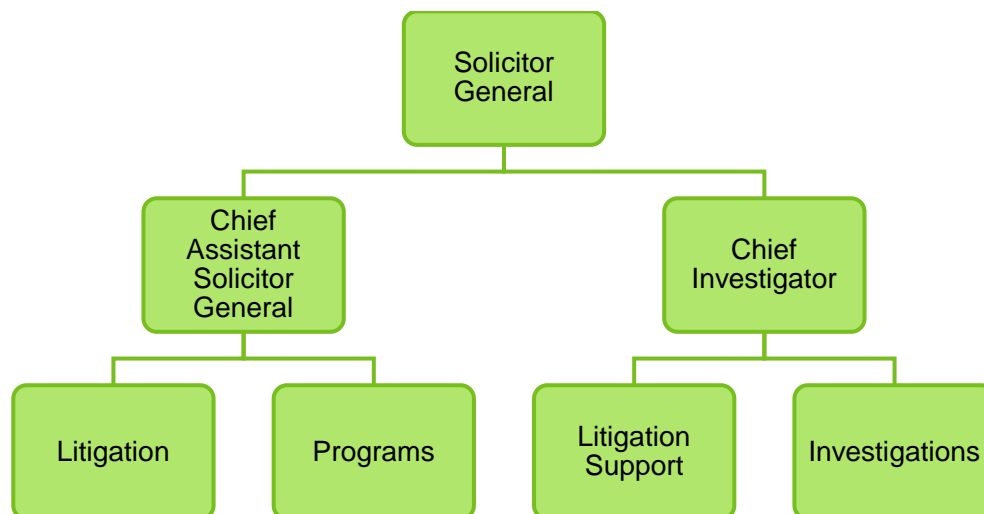 Solicitor
General
Chief
Assistant
Solicitor
General
Chief
Investigator
Litigation
Programs
Litigation
Support
Investigations